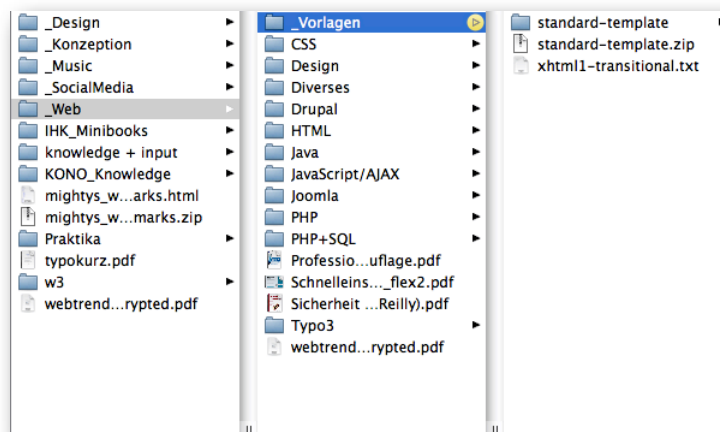 _Design
_Konzeption
_Music
_SocialMedia
_Web
IHK_Minibooks
knowledge + input
KONO_Knowledge
mightys_w...arks.html
mightys_w...marks.zip
Praktika
typokurz.pdf
w3
webtrend...rypted.pdf
_Vorlagen
CSS
Design
Diverses
Drupal
HTML
Java
JavaScript/AJAX
Joomla
PHP
PHP+SQL
Professio...uflage.pdf
Schnelleins..._flex2.pdf
Sicherheit ...Reilly).pdf
Typo3
webtrend...rypted.pdf
standard-template
standard-template.zip
xhtml1-transitional.txt